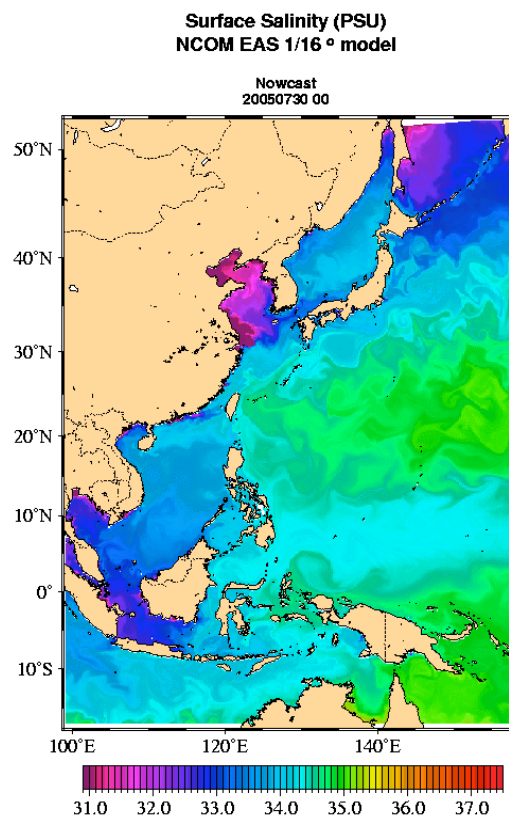 Surface Salinity (PSU)
NCOM EAS 1/16 ° model
Nowcast
20050730 00
50°N
40°N
30°N
20°N
10°N
0°
10°S
100°E 120°E 140°E
31.0 32.0 33.0 34.0 35.0 36.0 37.0